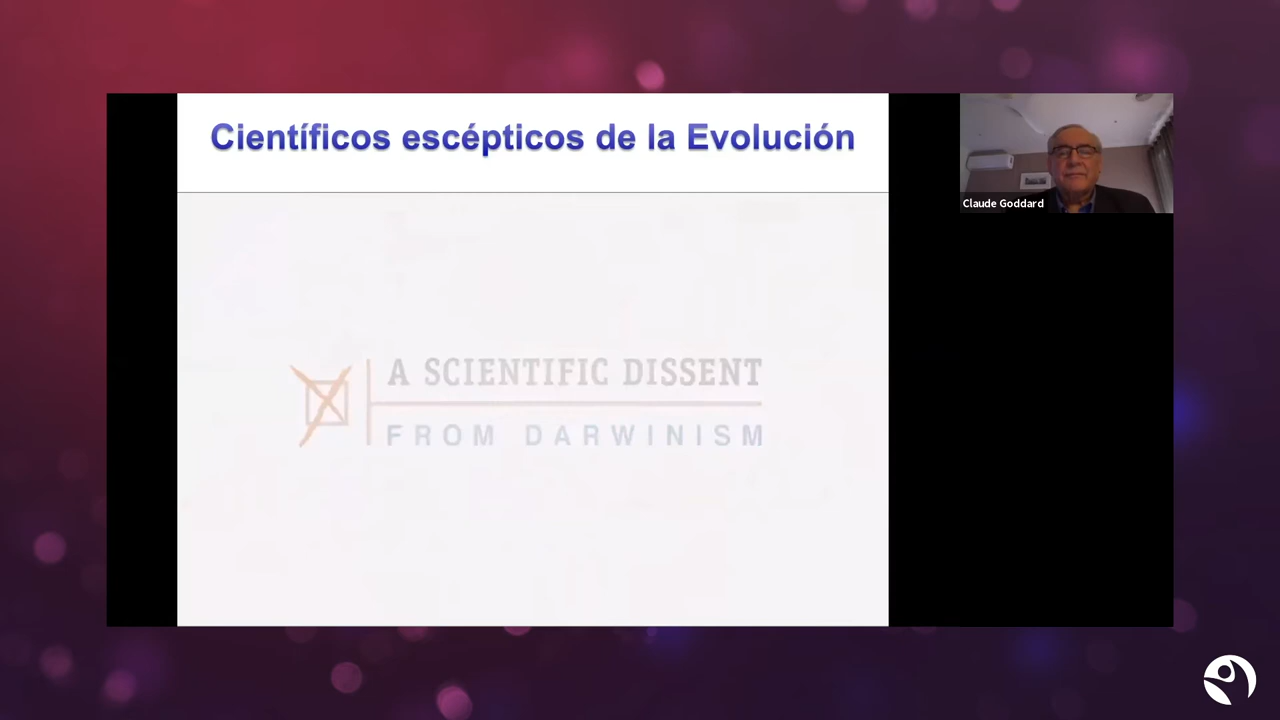 Científicos escépticos de la Evolución
A SCIENTIFIC DISSENT
FROM DARWINISM
Claude Goddard